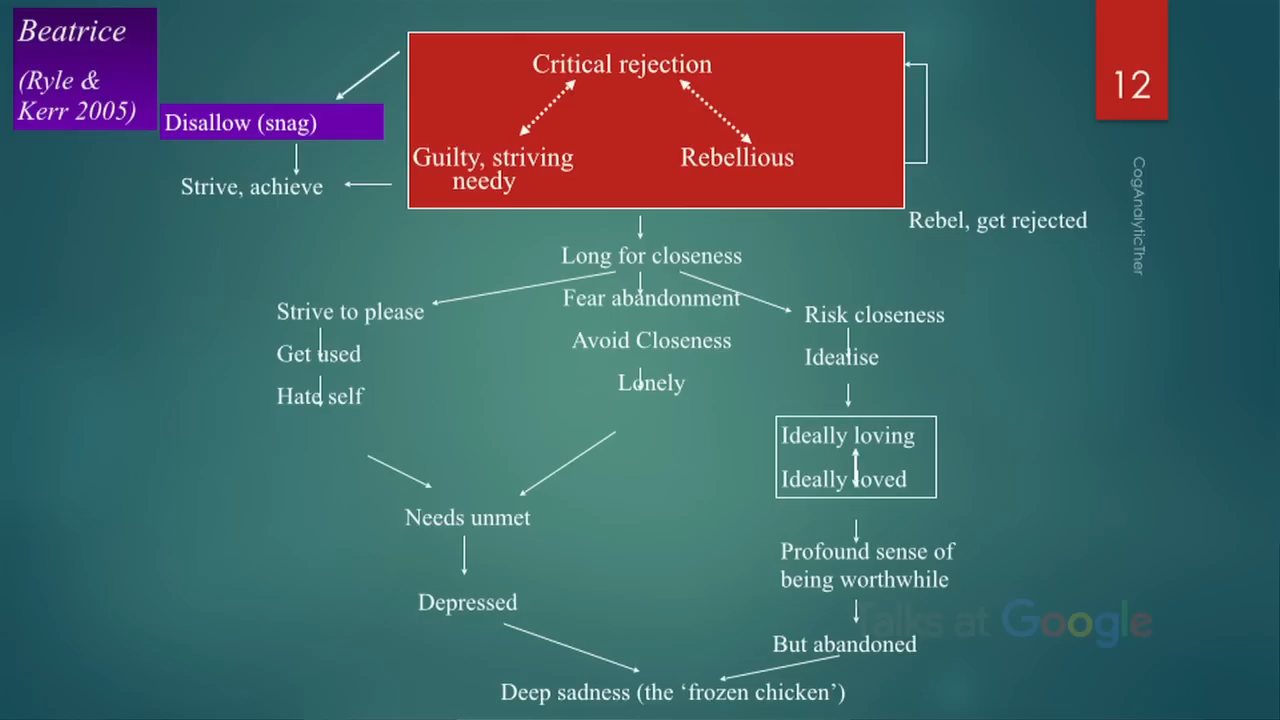 Beatrice
(Ryle &
Kerr 2005)
12
Critical rejection
Disallow (snag)
Guilty, striving
needy
Rebellious
Strive, achieve
CogAnalyticTher
Rebel, get rejected
Long for closeness
Strive to please
Fear abandonment
Risk closeness
Get used
Avoid Closeness
Idealise
Hate self
Lonely
Ideally loving
Ideally loved
Needs unmet
Profound sense of
being worthwhile
Depressed
Talks at Google
But abandoned
Deep sadness (the ‘frozen chicken’)